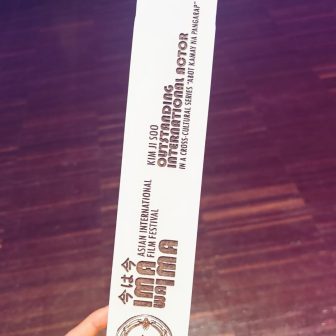 今は今
IMA
WA IMA
ASIAN INTERNATIONAL
FILM FESTIVAL
KIM JI SOO
OUTSTANDING
INTERNATIONAL ACTOR
IN A CROSS-CULTURAL SERIES "ABOT KAMAY NA PANGARAP"